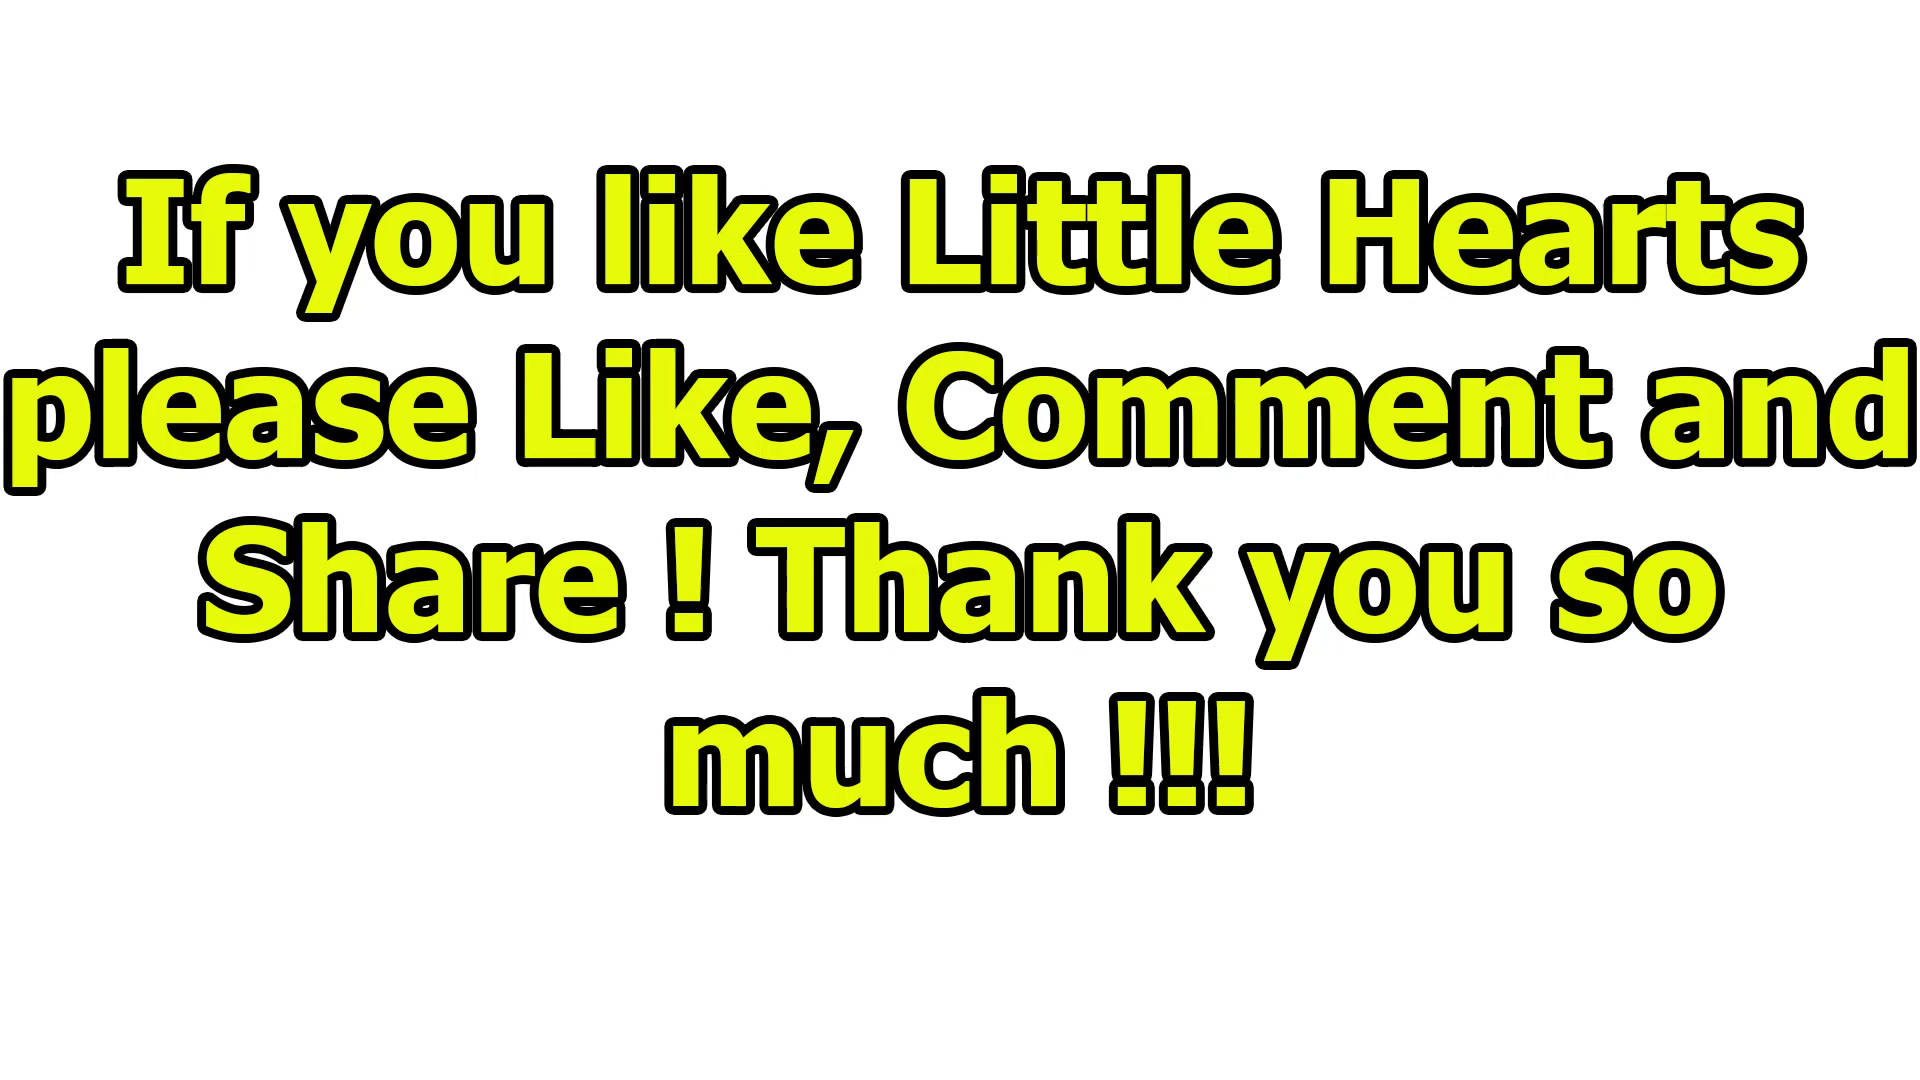 If you like Little Hearts
please Like, Comment and
Share ! Thank you so
much !!!